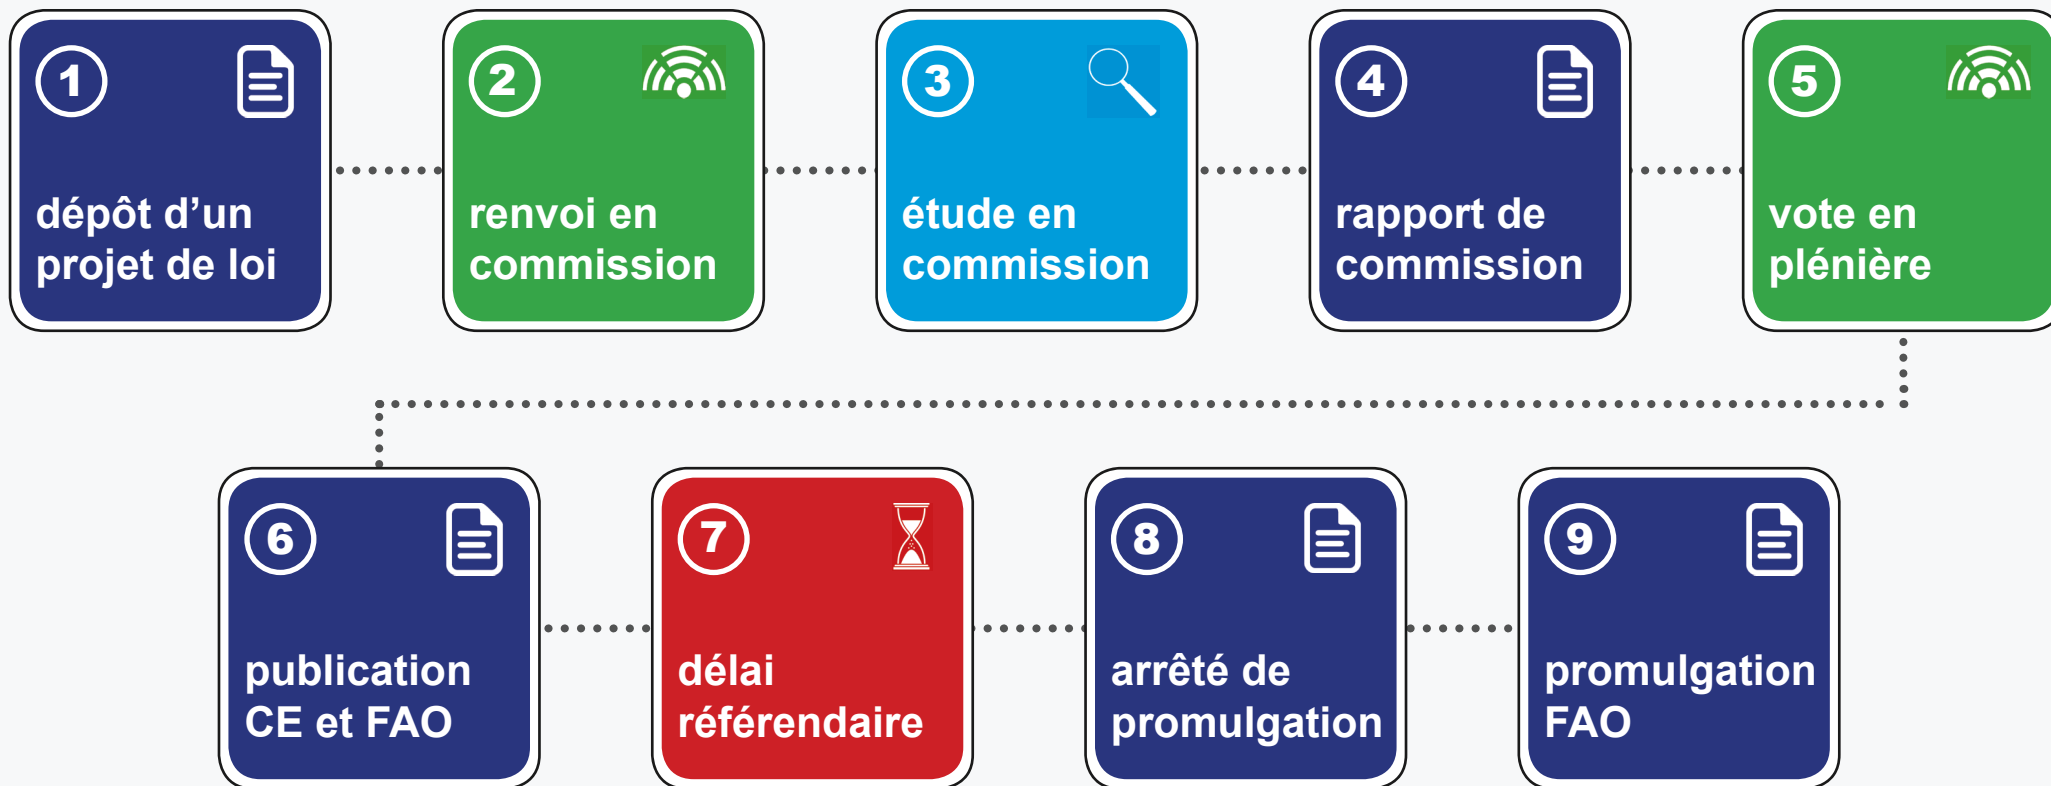 1
dépôt d’un
projet de loi
2
renvoi en
commission
3
étude en
commission
4
rapport de
commission
5
vote en
plénière
6
publication
CE et FAO
7
délai
référendaire
8
arrêté de
promulgation
9
promulgation
FAO